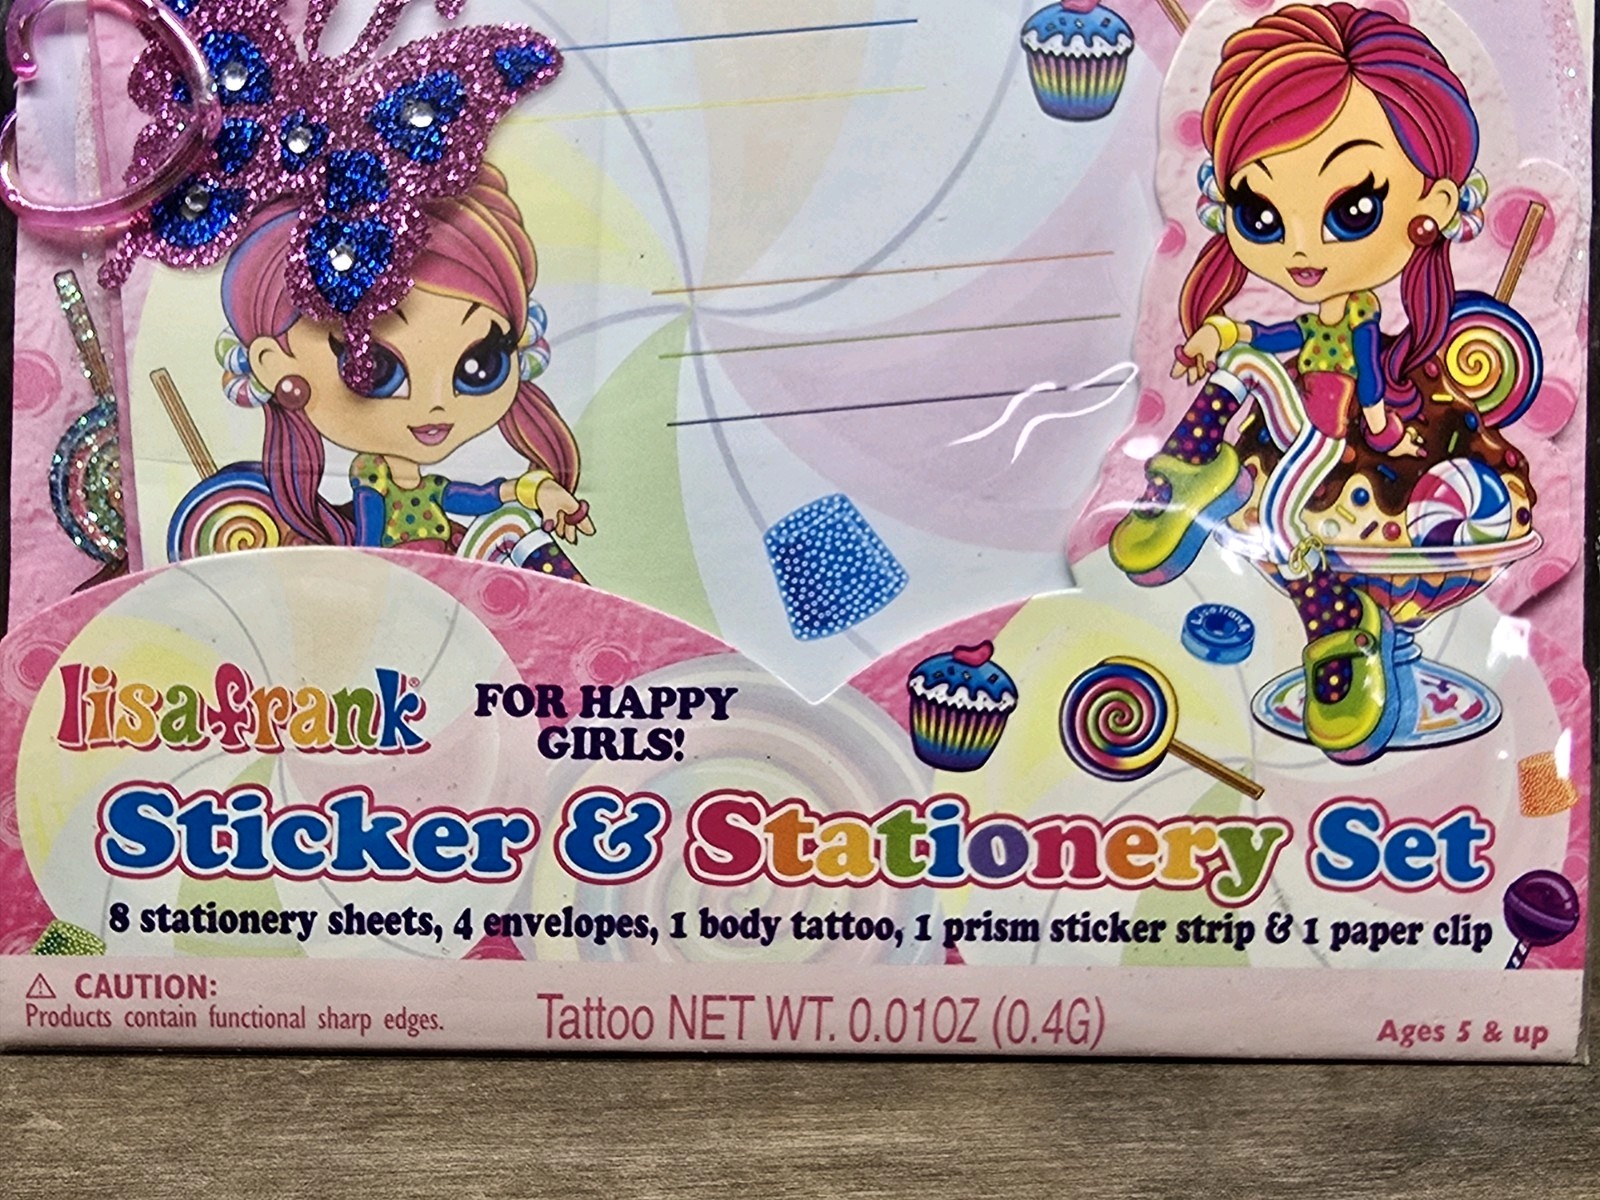 Lisa Frank
lisafrank®
FOR HAPPY
GIRLS!
Sticker & Stationery Set
8 stationery sheets, 4 envelopes, 1 body tattoo, 1 prism sticker strip & 1 paper clip
⚠ CAUTION:
Products contain functional sharp edges.
Tattoo NET WT. 0.01OZ (0.4G)
Ages 5 & up